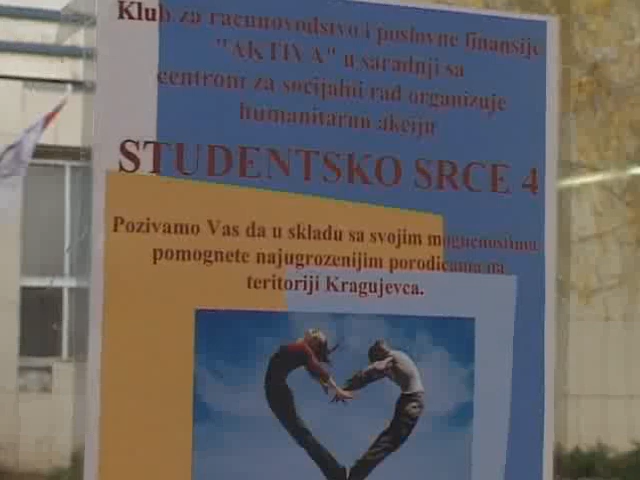 Klub za racunovodstvo i poslovne finansije
"AKTIVA" u saradnji sa
centrom za socijalni rad organizuje
humanitarnu akciju
STUDENTSKO SRCE 4
Pozivamo Vas da u skladu sa svojim mogucnostima
pomognete najugrozenijim porodicama na
teritoriji Kragujevca.